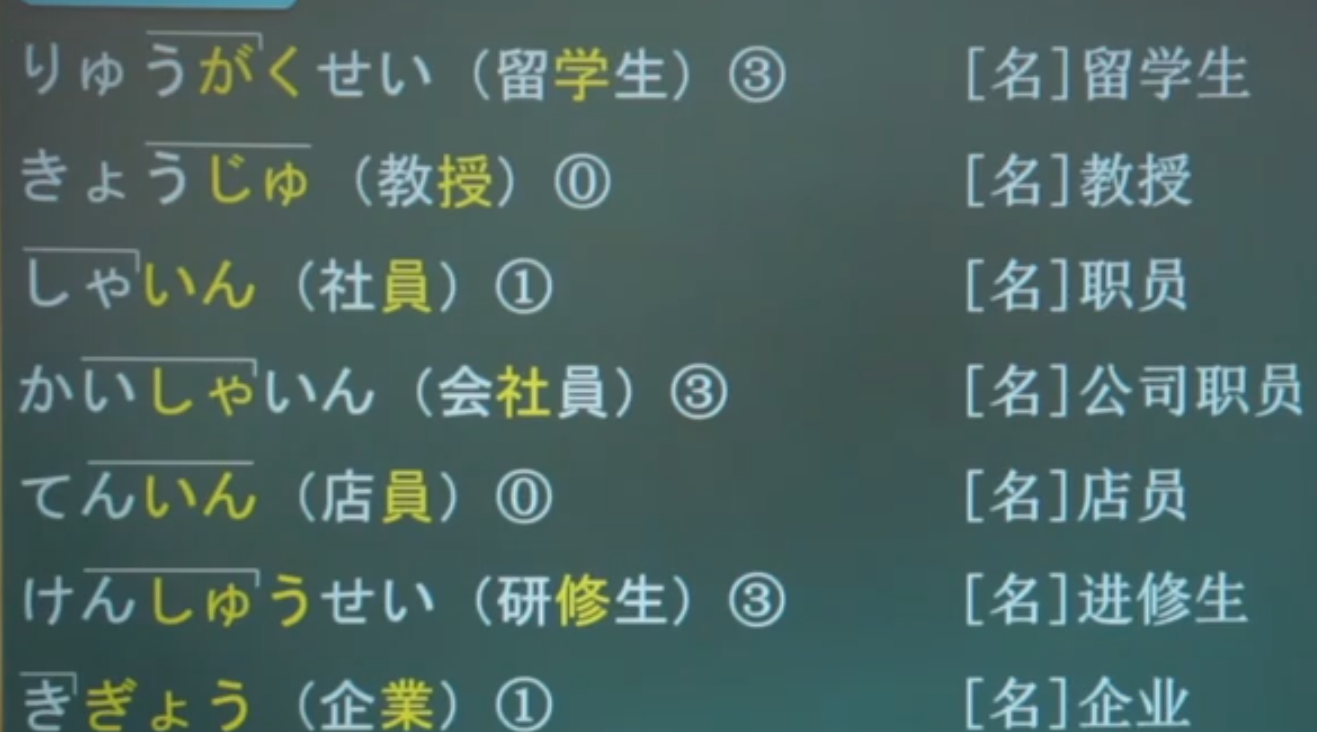 りゅうがくせい（留学生）③ [名]留学生
きょうじゅ（教授）⓪ [名]教授
しゃいん（社員）① [名]职员
かいしゃいん（会社員）③ [名]公司职员
てんいん（店員）⓪ [名]店员
けんしゅうせい（研修生）③ [名]进修生
きぎょう（企業）① [名]企业